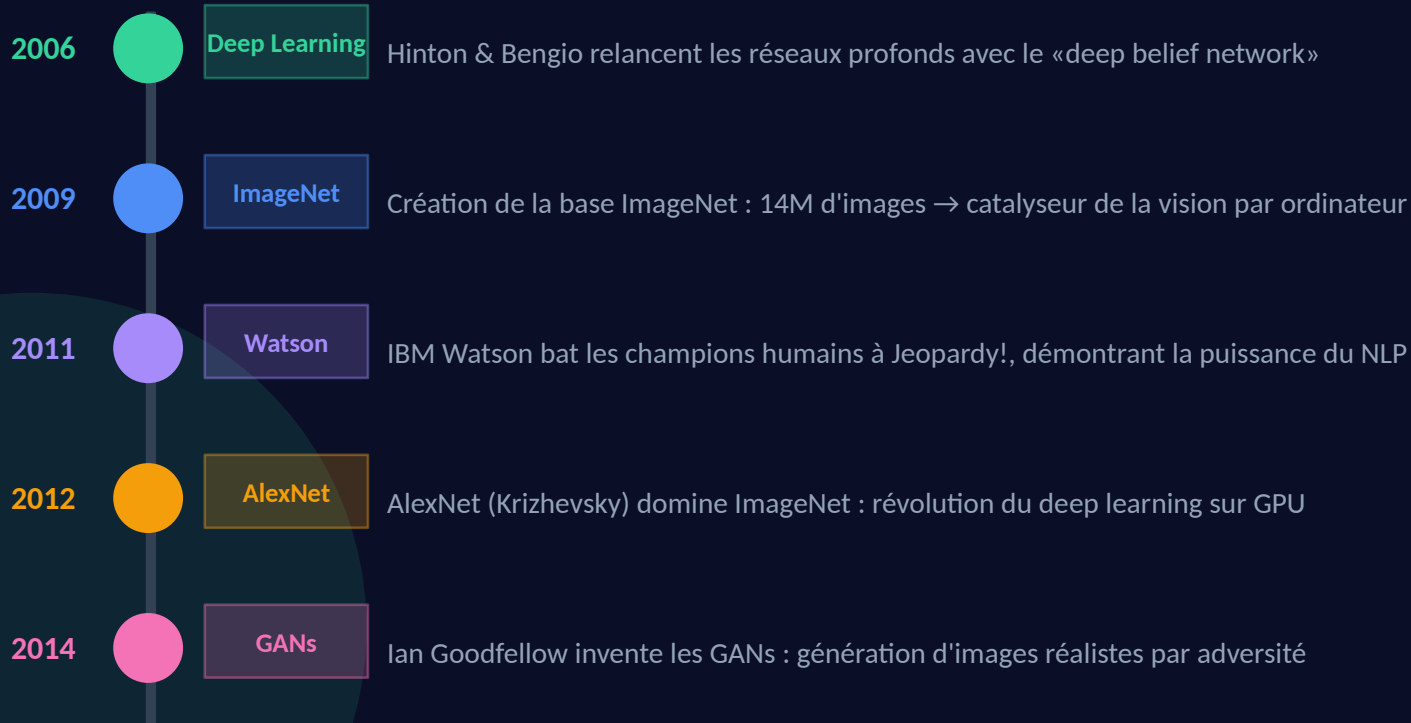 2006 Deep Learning Hinton & Bengio relancent les réseaux profonds avec le «deep belief network»
2009 ImageNet Création de la base ImageNet : 14M d'images → catalyseur de la vision par ordinateur
2011 Watson IBM Watson bat les champions humains à Jeopardy!, démontrant la puissance du NLP
2012 AlexNet AlexNet (Krizhevsky) domine ImageNet : révolution du deep learning sur GPU
2014 GANs Ian Goodfellow invente les GANs : génération d'images réalistes par adversité